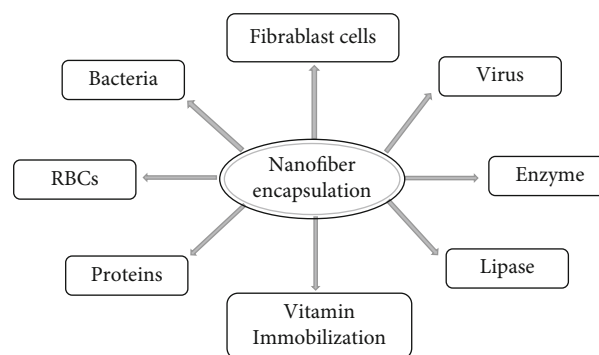 Fibrablast cells
Bacteria
Virus
Nanofiber
encapsulation
RBCs
Enzyme
Proteins
Lipase
Vitamin
Immobilization